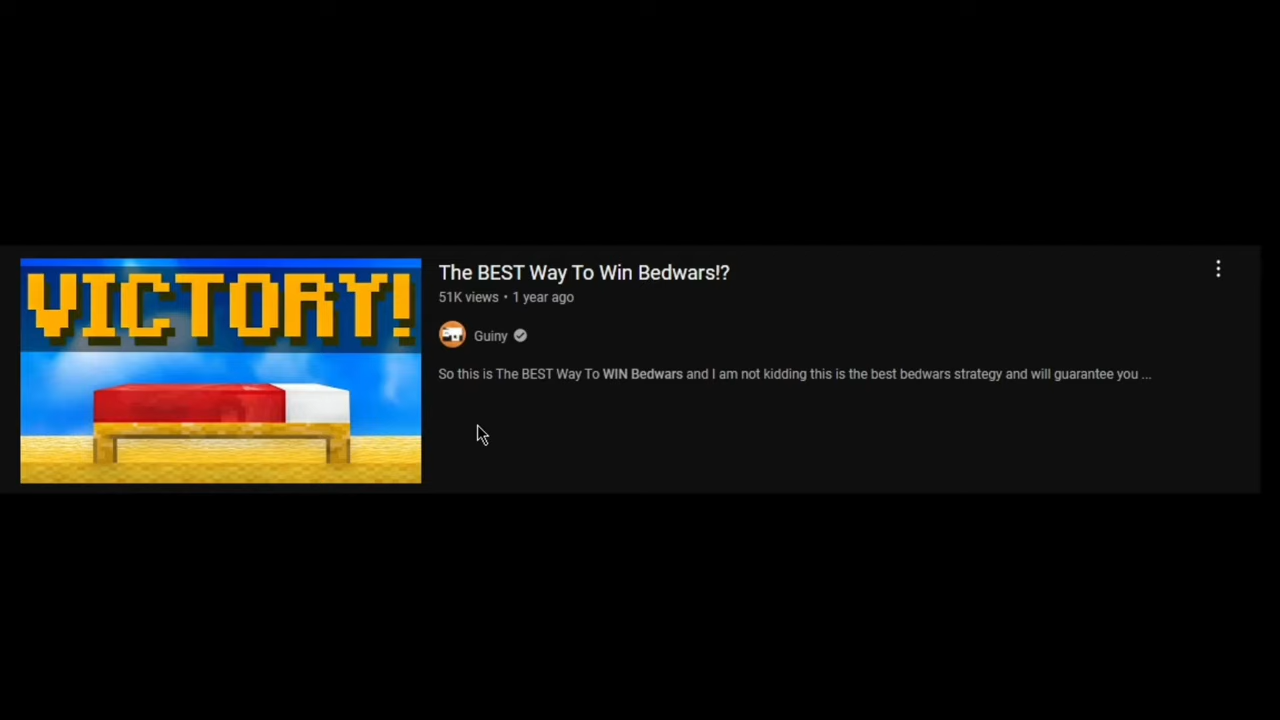 VICTORY!
The BEST Way To Win Bedwars!?
51K views • 1 year ago
Guiny
So this is The BEST Way To WIN Bedwars and I am not kidding this is the best bedwars strategy and will guarantee you ...